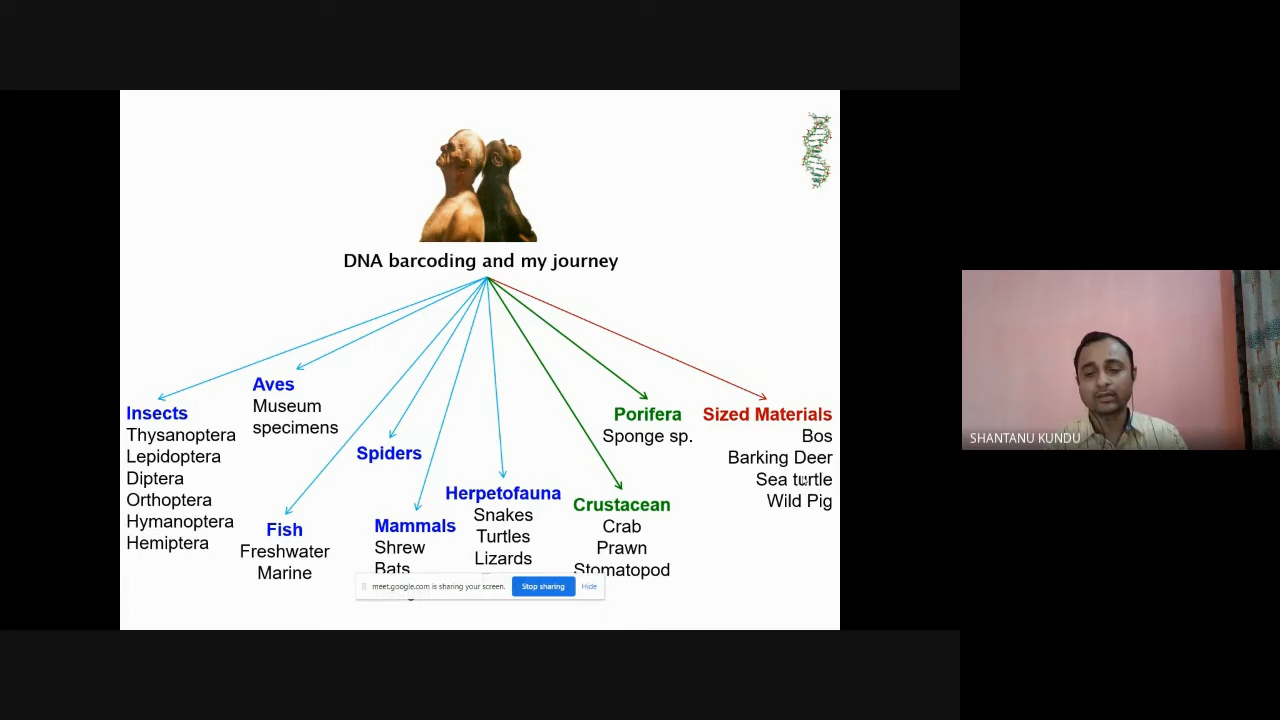 DNA barcoding and my journey
Insects
Thysanoptera
Lepidoptera
Diptera
Orthoptera
Hymanoptera
Hemiptera
Aves
Museum
specimens
Fish
Freshwater
Marine
Spiders
Mammals
Shrew
Bats
Herpetofauna
Snakes
Turtles
Lizards
Crustacean
Crab
Prawn
Stomatopod
Porifera
Sponge sp.
Sized Materials
Bos
Barking Deer
Sea turtle
Wild Pig
meet.google.com is sharing your screen. Stop sharing Hide
SHANTANU KUNDU